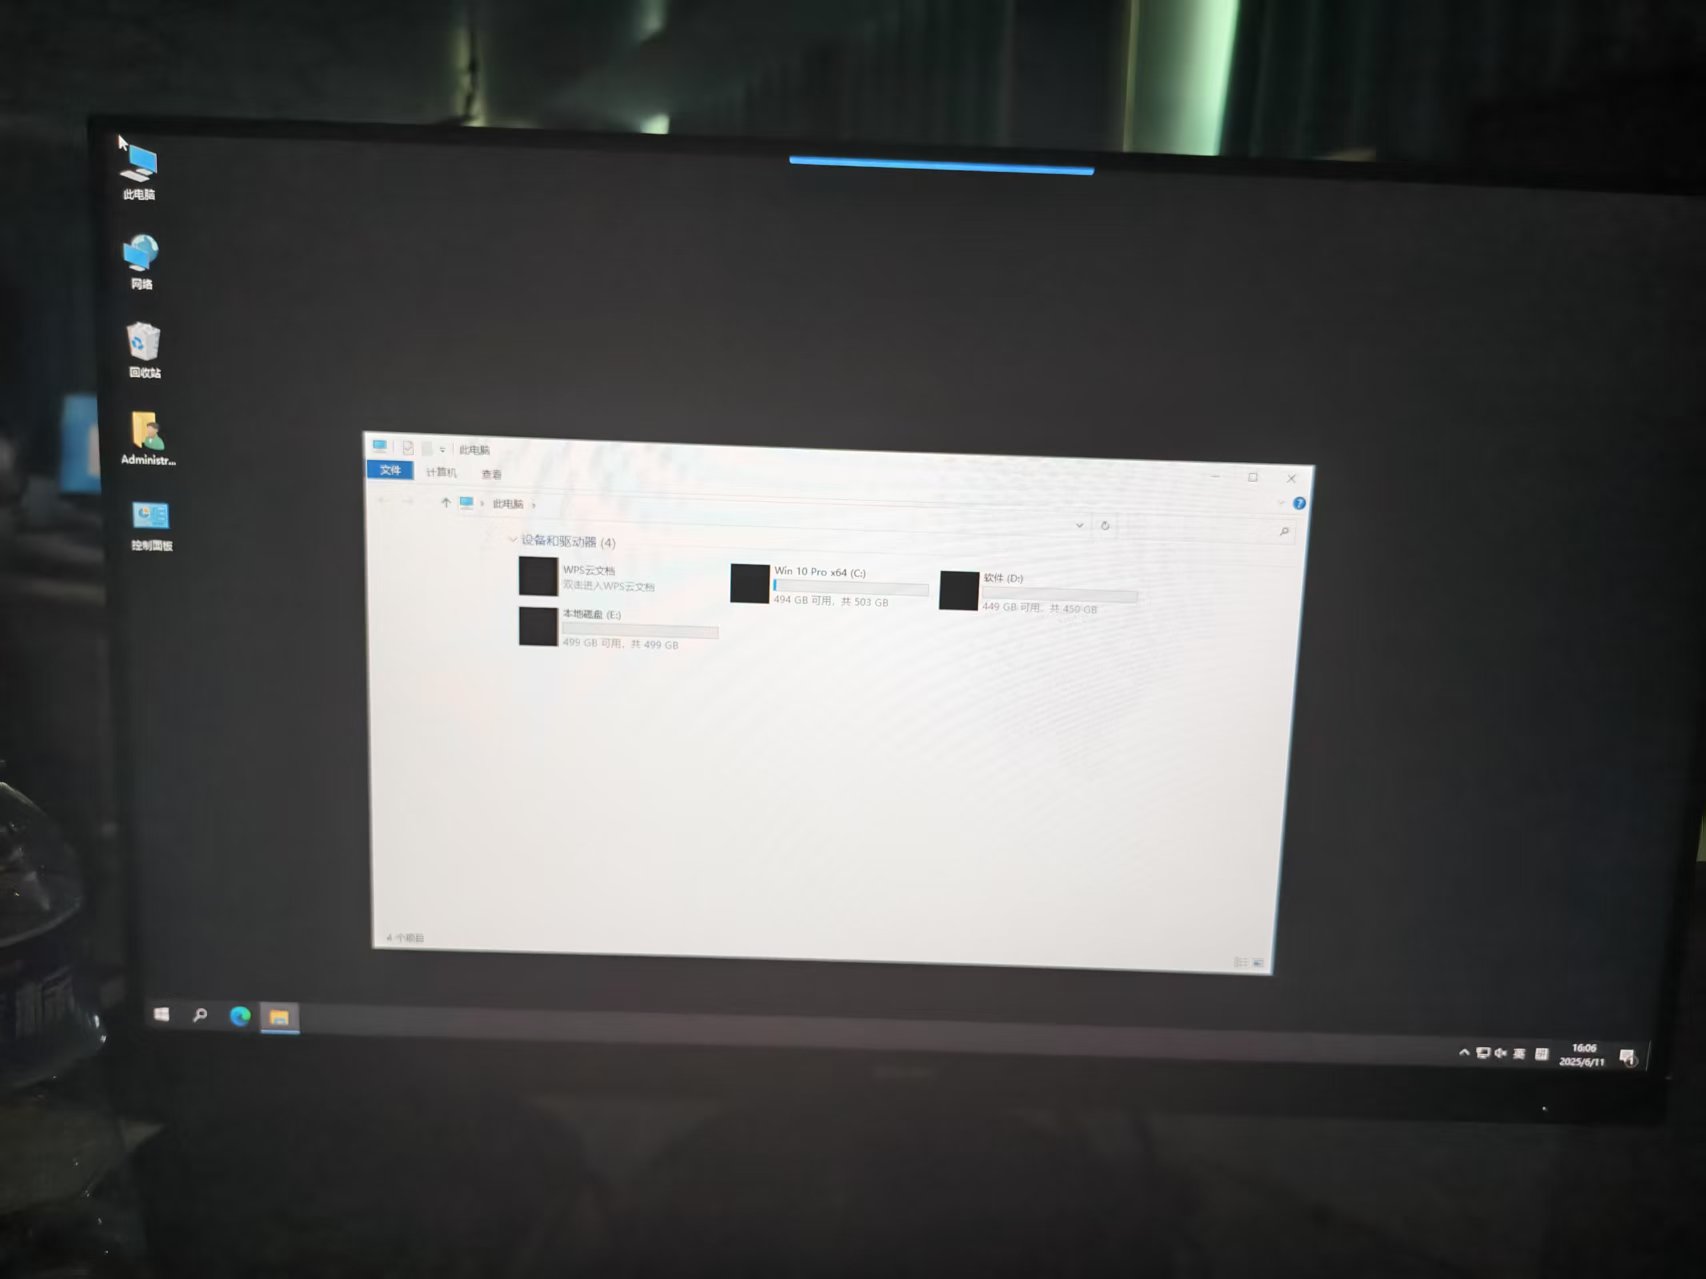 此电脑
网络
回收站
Administr...
控制面板
此电脑
文件 计算机 查看
此电脑
设备和驱动器 (4)
WPS云文档
双击进入WPS云文档
Win 10 Pro x64 (C:)
494 GB 可用，共 503 GB
软件 (D:)
449 GB 可用，共 450 GB
本地磁盘 (E:)
499 GB 可用，共 499 GB
4 个项目
英
16:06
2025/6/11